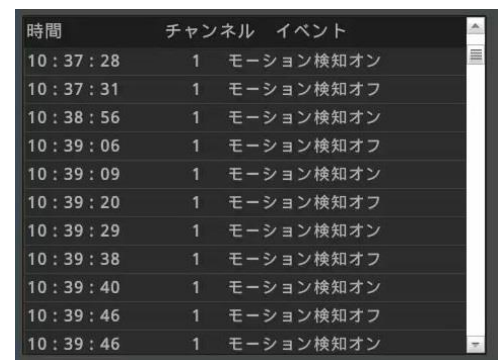 時間 チャンネル イベント
10:37:28 1 モーション検知オン
10:37:31 1 モーション検知オフ
10:38:56 1 モーション検知オン
10:39:06 1 モーション検知オフ
10:39:09 1 モーション検知オン
10:39:20 1 モーション検知オフ
10:39:29 1 モーション検知オン
10:39:38 1 モーション検知オフ
10:39:40 1 モーション検知オン
10:39:46 1 モーション検知オフ
10:39:46 1 モーション検知オン